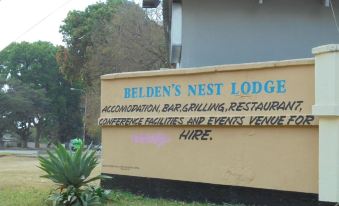 BELDEN'S NEST LODGE
ACCOMODATION, BAR, GRILLING, RESTAURANT,
CONFERENCE FACILITIES AND EVENTS VENUE FOR
HIRE.